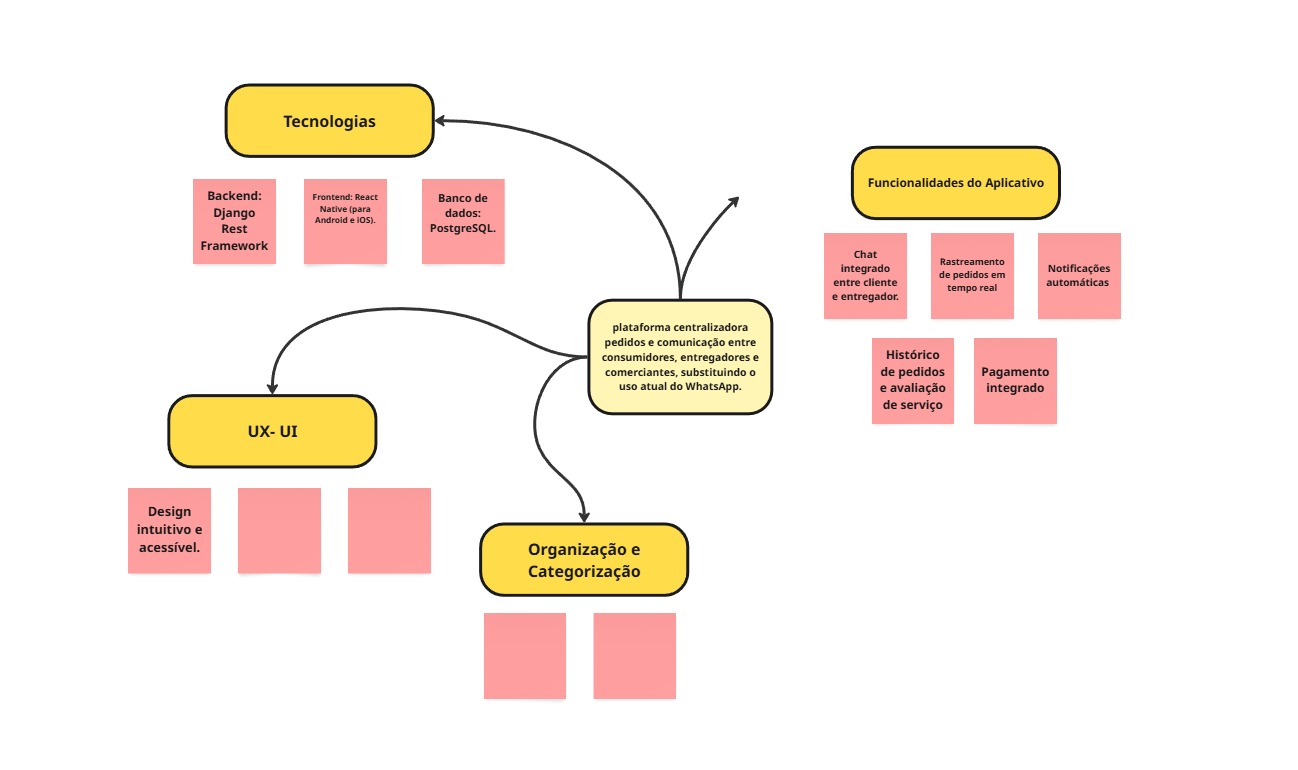 Tecnologias
Backend:
Django
Rest
Framework
Frontend: React
Native (para
Android e iOS).
Banco de
dados:
PostgreSQL.
Funcionalidades do Aplicativo
Chat
integrado
entre cliente
e entregador.
Rastreamento
de pedidos em
tempo real
Notificações
automáticas
Histórico
de pedidos
e avaliação
de serviço
Pagamento
integrado
plataforma centralizadora
pedidos e comunicação entre
consumidores, entregadores e
comerciantes, substituindo o
uso atual do WhatsApp.
UX- UI
Design
intuitivo e
acessível.
Organização e
Categorização